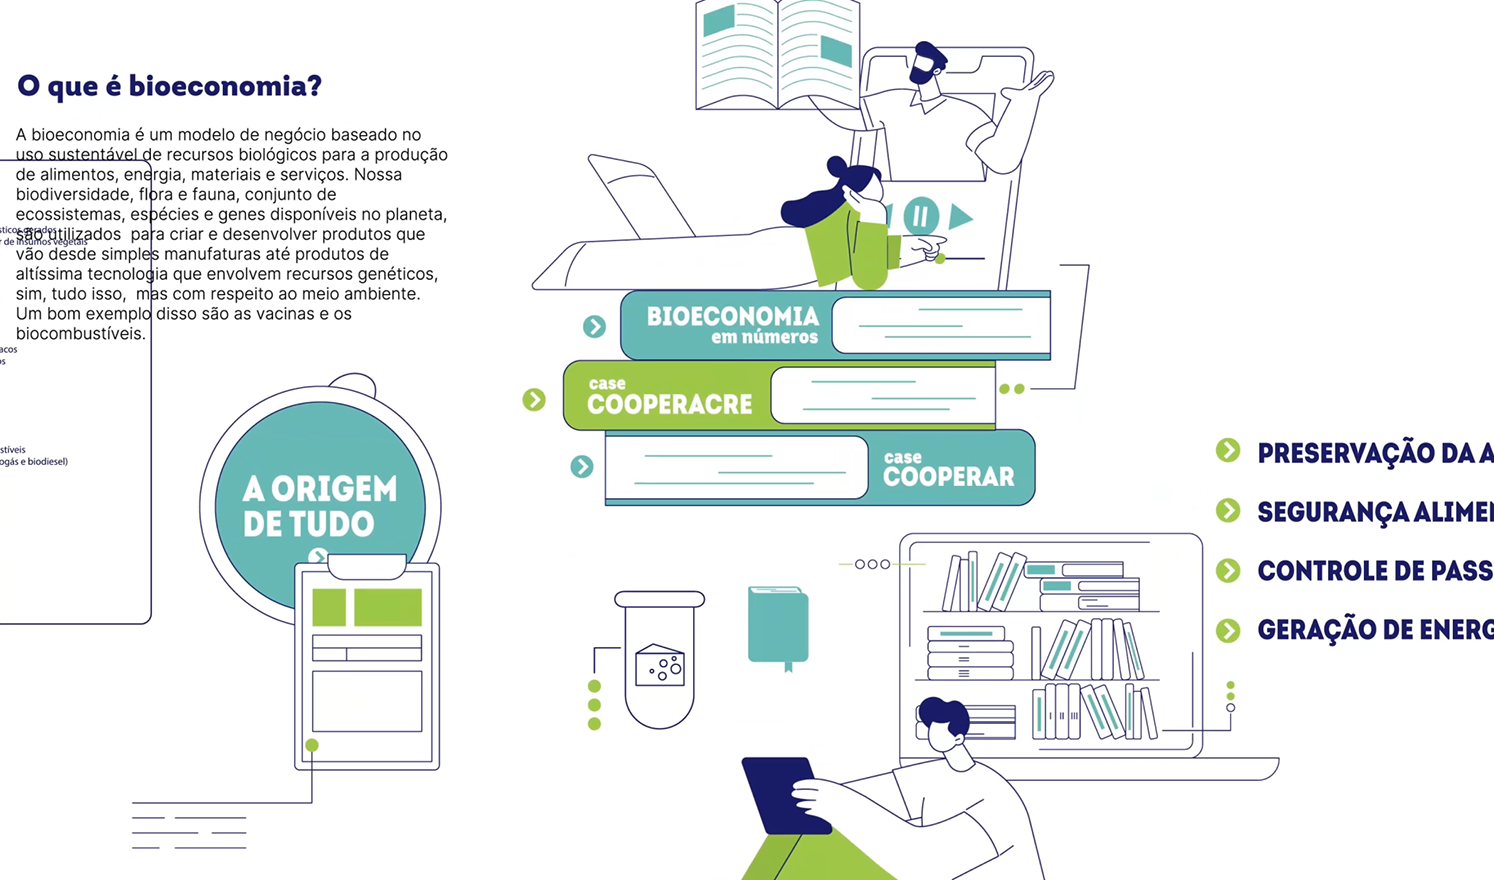 O que é bioeconomia?
A bioeconomia é um modelo de negócio baseado no
uso sustentável de recursos biológicos para a produção
de alimentos, energia, materiais e serviços. Nossa
biodiversidade, flora e fauna, conjunto de
ecossistemas, espécies e genes disponíveis no planeta,
são utilizados  para criar e desenvolver produtos que
vão desde simples manufaturas até produtos de
altíssima tecnologia que envolvem recursos genéticos,
sim, tudo isso,  mas com respeito ao meio ambiente.
Um bom exemplo disso são as vacinas e os
biocombustíveis.
sticos gerados
r de insumos vegetais
acos
os
stíveis
ogás e biodiesel)
A ORIGEM
DE TUDO
BIOECONOMIA
em números
case
COOPERACRE
case
COOPERAR
PRESERVAÇÃO DA A
SEGURANÇA ALIMEN
CONTROLE DE PASS
GERAÇÃO DE ENERG